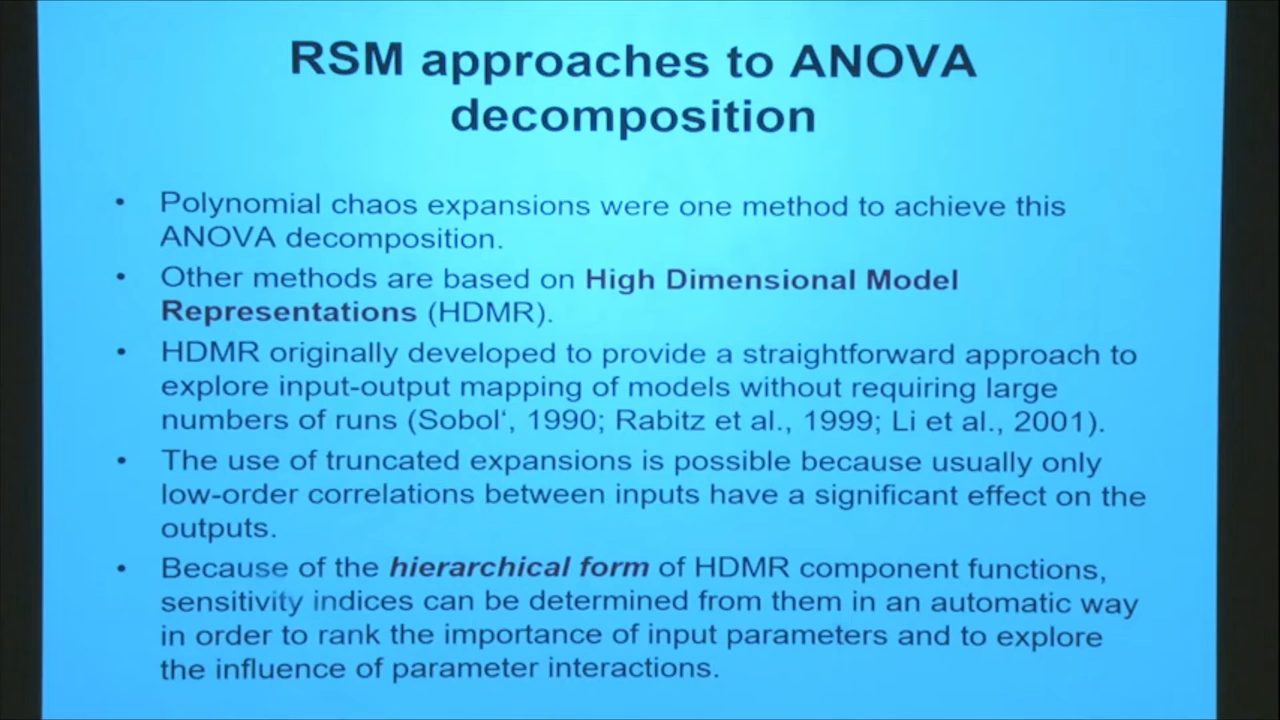 RSM approaches to ANOVA
decomposition
• Polynomial chaos expansions were one method to achieve this
ANOVA decomposition.
• Other methods are based on High Dimensional Model
Representations (HDMR).
• HDMR originally developed to provide a straightforward approach to
explore input-output mapping of models without requiring large
numbers of runs (Sobol‘, 1990; Rabitz et al., 1999; Li et al., 2001).
• The use of truncated expansions is possible because usually only
low-order correlations between inputs have a significant effect on the
outputs.
• Because of the hierarchical form of HDMR component functions,
sensitivity indices can be determined from them in an automatic way
in order to rank the importance of input parameters and to explore
the influence of parameter interactions.